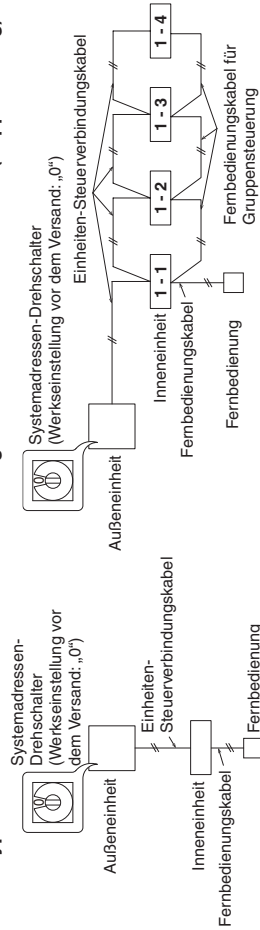 Systemadressen-
Drehschalter
(Werkseinstellung vor
dem Versand: „0“)
Außeneinheit
Einheiten-
Steuerverbindungskabel
Inneneinheit
Fernbedienungskabel
Fernbedienung
Systemadressen-Drehschalter
(Werkseinstellung vor dem Versand: „0“)
Einheiten-Steuerverbindungskabel
Außeneinheit
1 - 1
1 - 2
1 - 3
1 - 4
Inneneinheit
Fernbedienungskabel
Fernbedienung
Fernbedienungskabel für
Gruppensteuerung